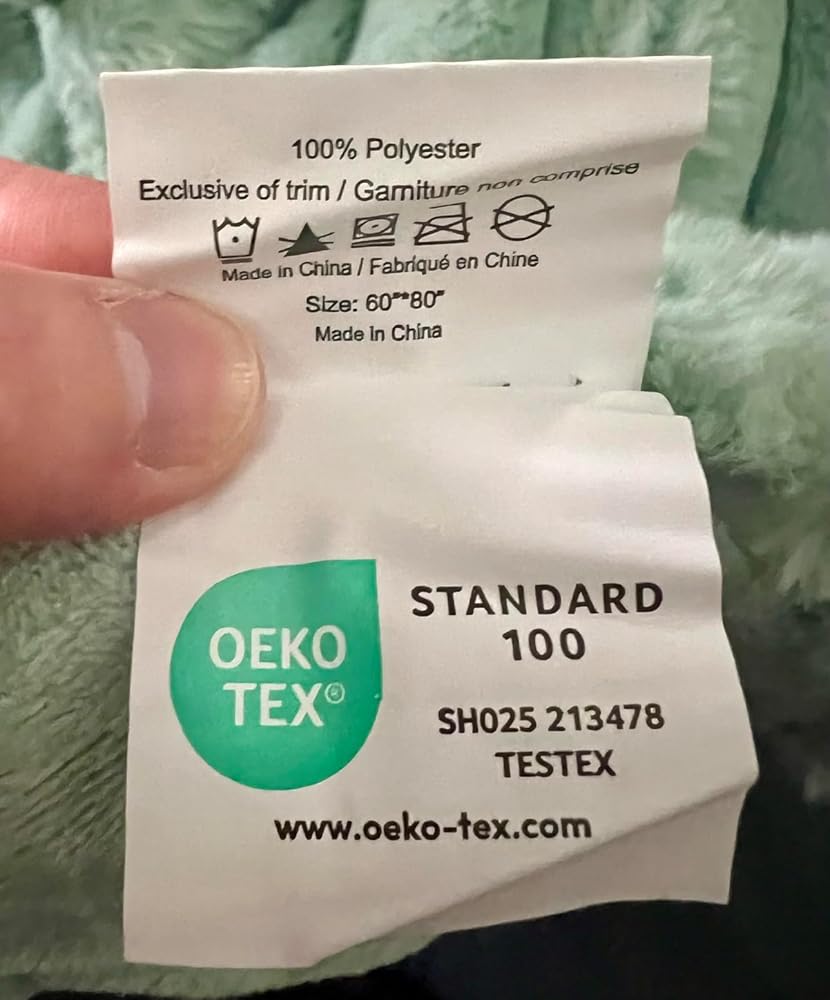 100% Polyester
Exclusive of trim / Garniture non comprise
Made in China / Fabriqué en Chine
Size: 60"*80"
Made in China
OEKO
TEX®
STANDARD
100
SH025 213478
TESTEX
www.oeko-tex.com